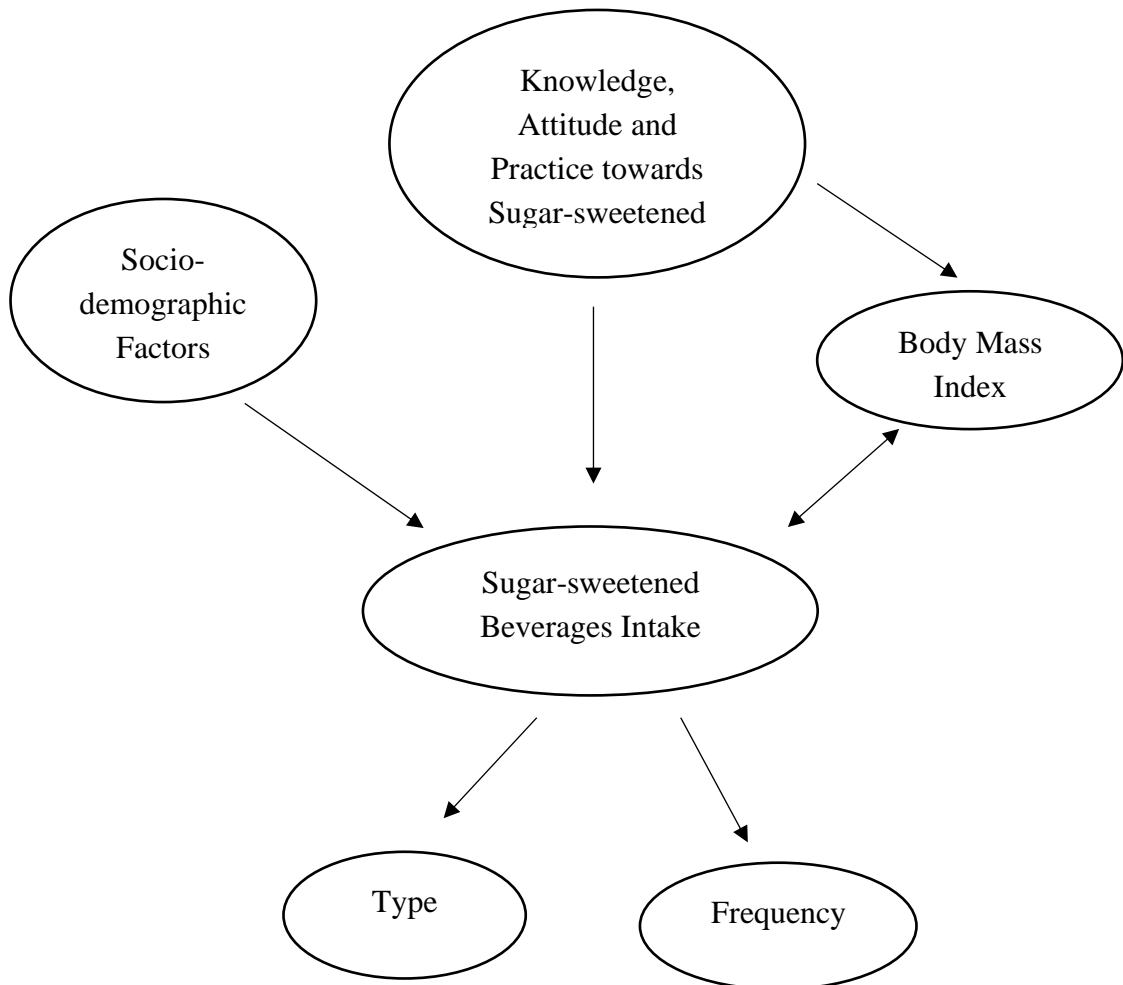 Knowledge,
Attitude and
Practice towards
Sugar-sweetened
Socio-
demographic
Factors
Body Mass
Index
Sugar-sweetened
Beverages Intake
Type
Frequency